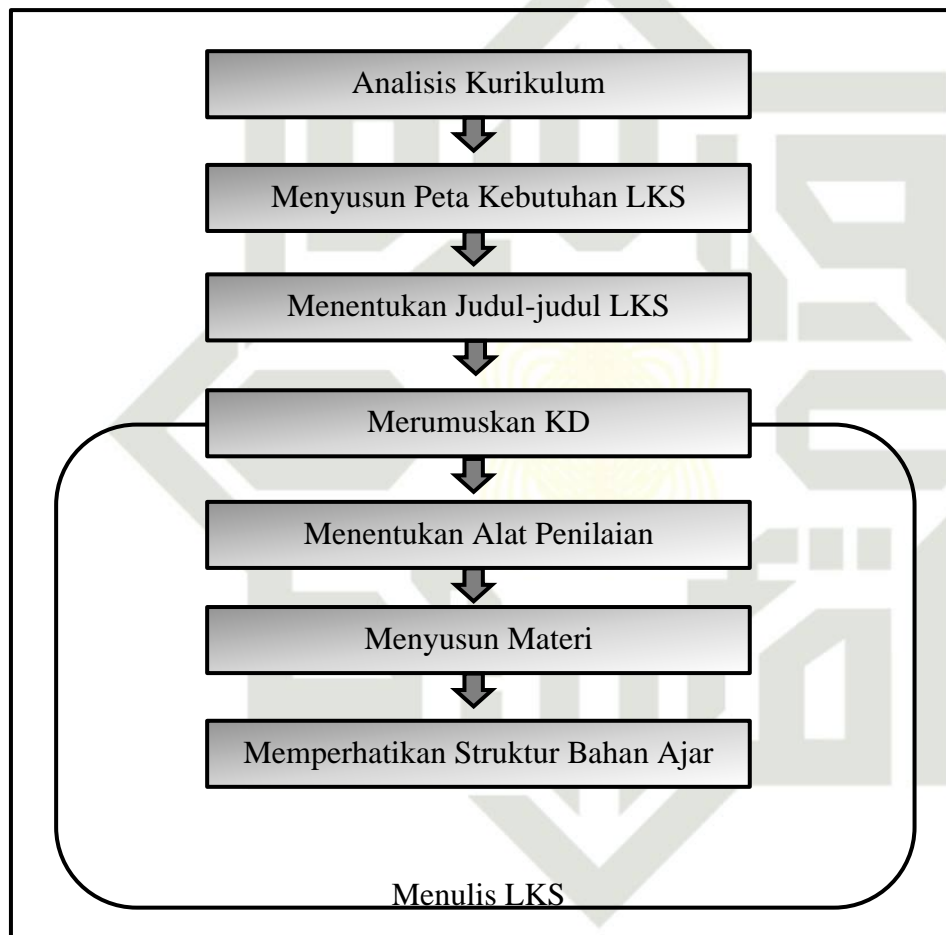 Analisis Kurikulum
Menyusun Peta Kebutuhan LKS
Menentukan Judul-judul LKS
Merumuskan KD
Menentukan Alat Penilaian
Menyusun Materi
Memperhatikan Struktur Bahan Ajar
Menulis LKS